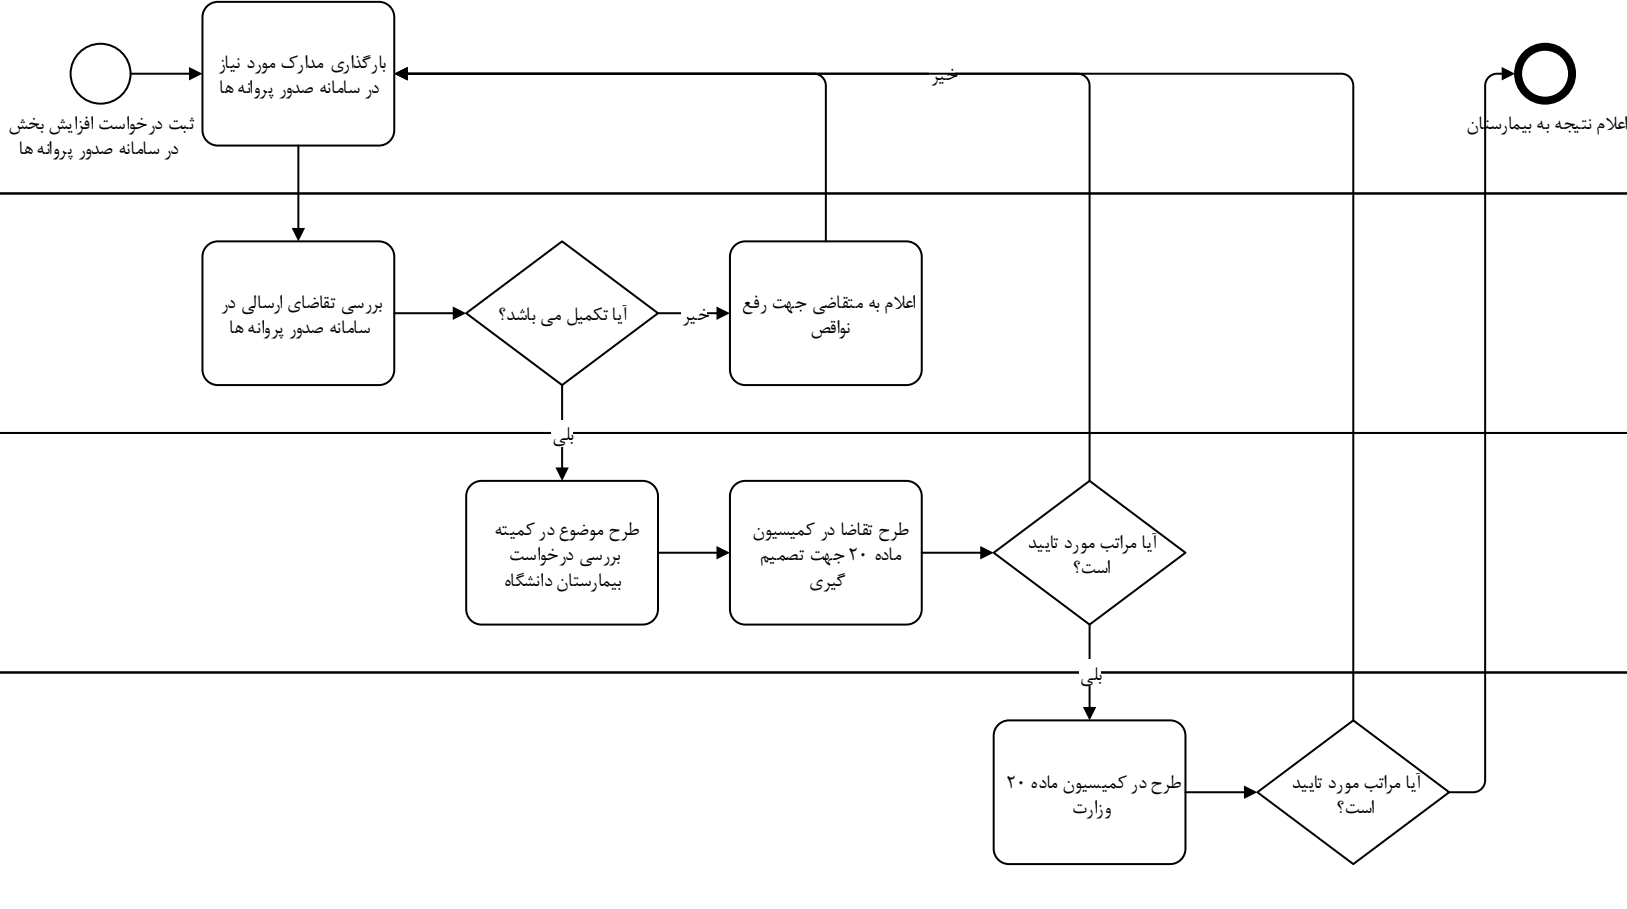 ثبت درخواست افزایش بخش
در سامانه صدور پروانه ها
بارگذاری مدارک مورد نیاز
در سامانه صدور پروانه ها
خیر
اعلام نتیجه به بیمارستان
بررسی تقاضای ارسالی در
سامانه صدور پروانه ها
آیا تکمیل می باشد؟
خیر
اعلام به متقاضی جهت رفع
نواقص
بلی
طرح موضوع در کمیته
بررسی درخواست
بیمارستان دانشگاه
طرح تقاضا در کمیسیون
ماده ۲۰ جهت تصمیم
گیری
آیا مراتب مورد تایید
است؟
بلی
طرح در کمیسیون ماده ۲۰
وزارت
آیا مراتب مورد تایید
است؟